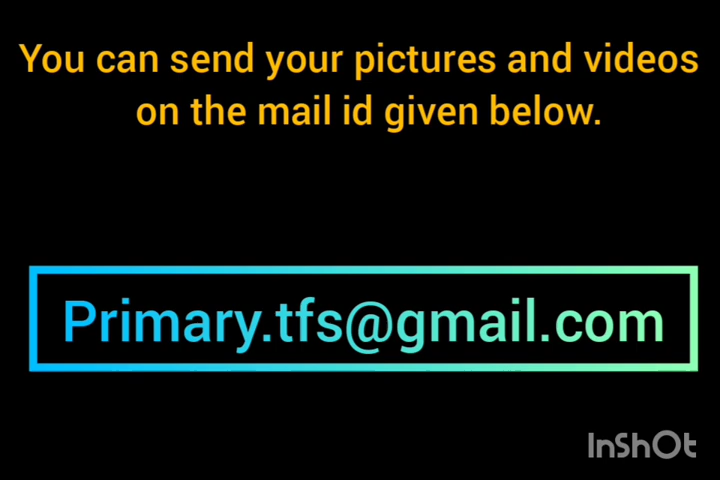 You can send your pictures and videos
on the mail id given below.
Primary.tfs@gmail.com
InShOt